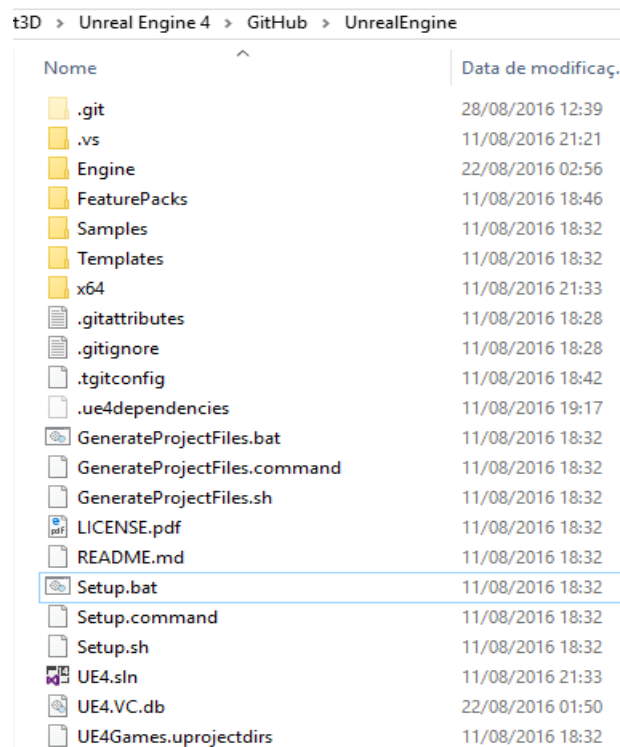 t3D > Unreal Engine 4 > GitHub > UnrealEngine
Nome Data de modificaç.
.git 28/08/2016 12:39
.vs 11/08/2016 21:21
Engine 22/08/2016 02:56
FeaturePacks 11/08/2016 18:46
Samples 11/08/2016 18:32
Templates 11/08/2016 18:32
x64 11/08/2016 21:33
.gitattributes 11/08/2016 18:28
.gitignore 11/08/2016 18:28
.tgitconfig 11/08/2016 18:42
.ue4dependencies 11/08/2016 19:17
GenerateProjectFiles.bat 11/08/2016 18:32
GenerateProjectFiles.command 11/08/2016 18:32
GenerateProjectFiles.sh 11/08/2016 18:32
LICENSE.pdf 11/08/2016 18:32
README.md 11/08/2016 18:32
Setup.bat 11/08/2016 18:32
Setup.command 11/08/2016 18:32
Setup.sh 11/08/2016 18:32
UE4.sln 11/08/2016 21:33
UE4.VC.db 22/08/2016 01:50
UE4Games.uprojectdirs 11/08/2016 18:32